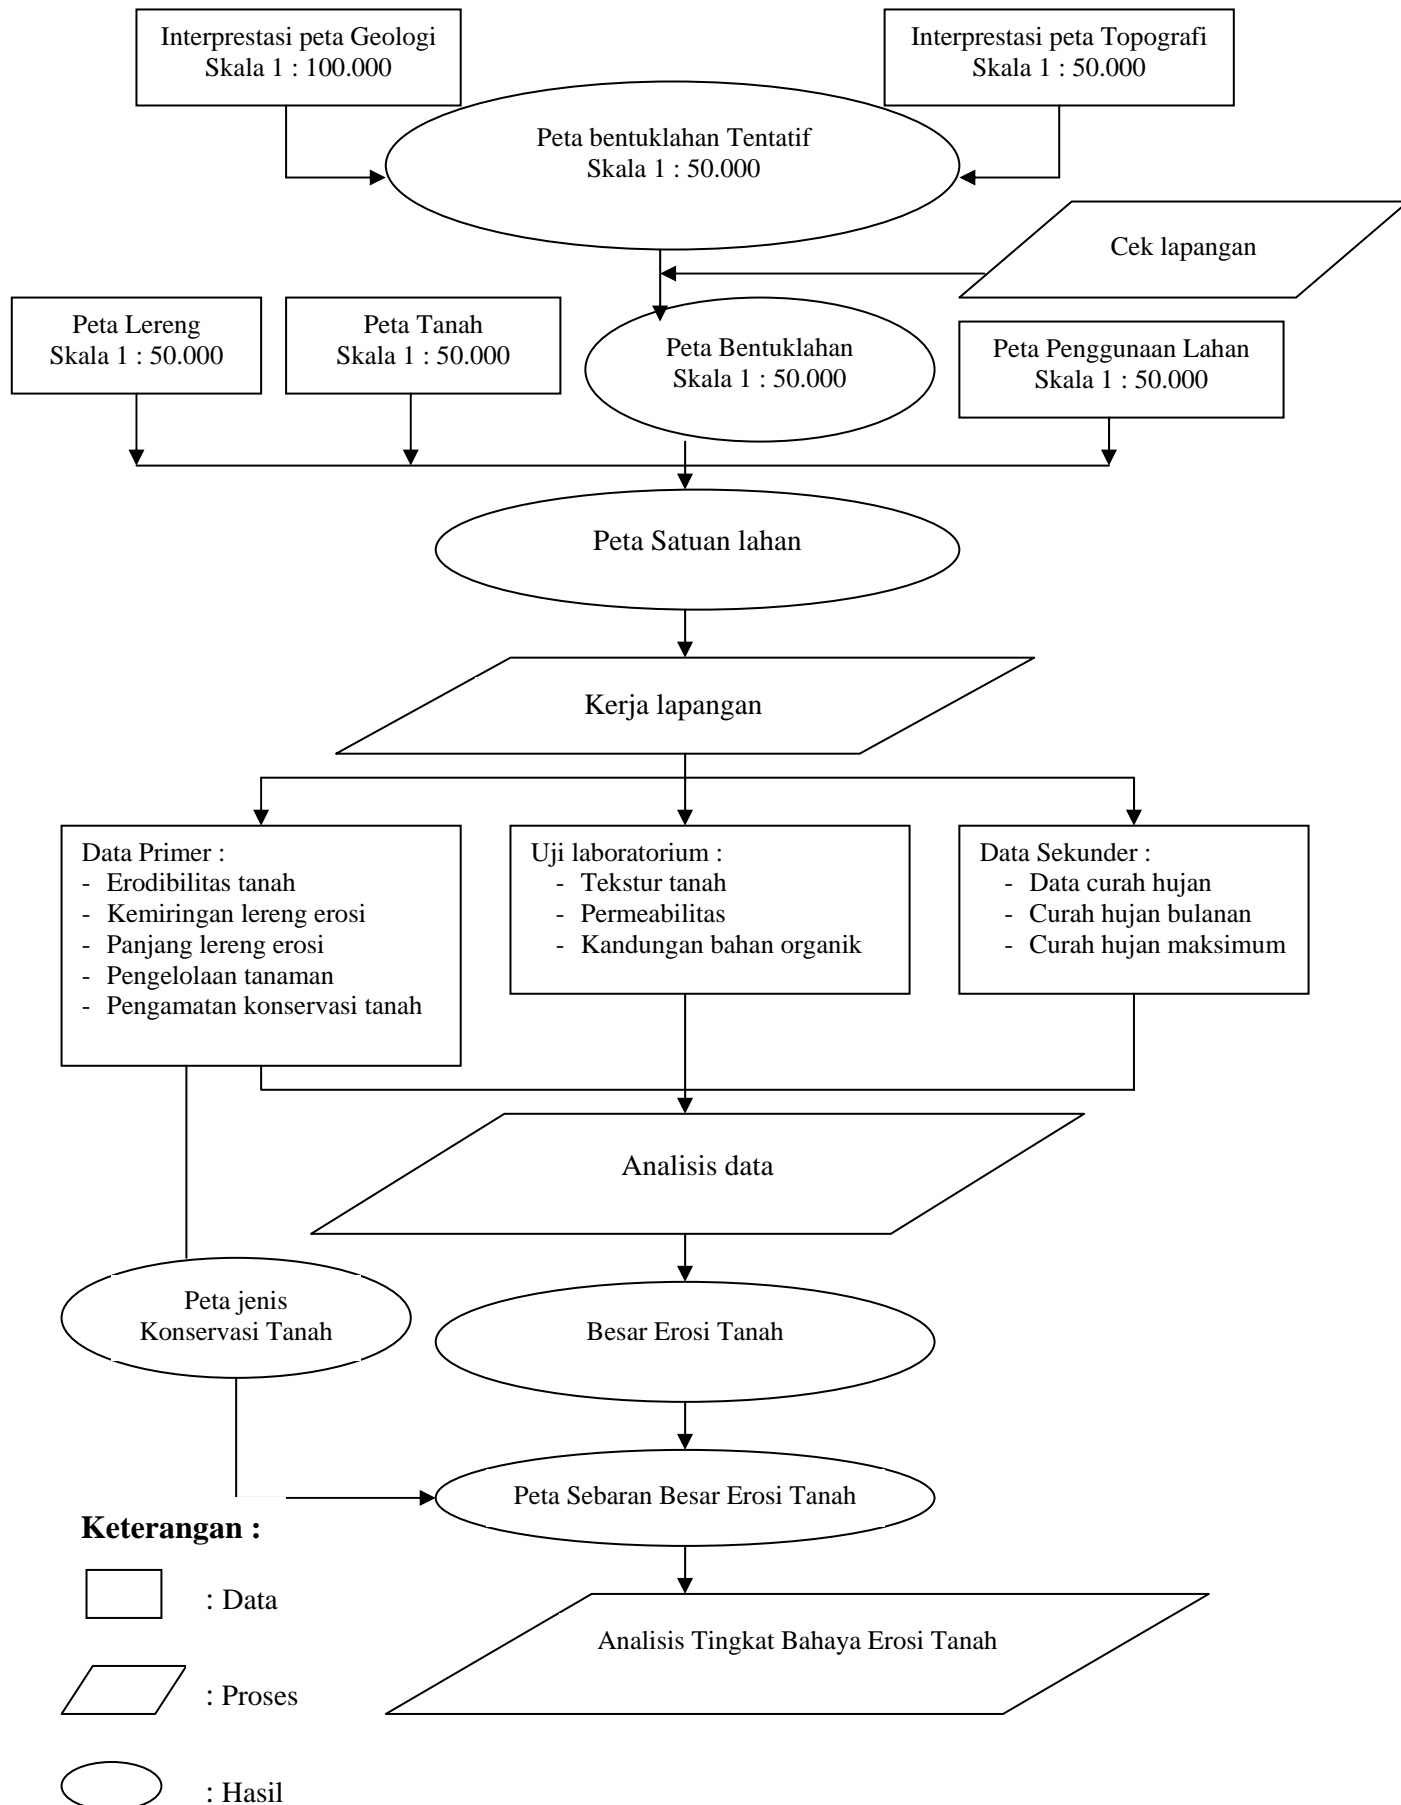 Interprestasi peta Geologi
Skala 1 : 100.000
Interprestasi peta Topografi
Skala 1 : 50.000
Peta bentuklahan Tentatif
Skala 1 : 50.000
Cek lapangan
Peta Lereng
Skala 1 : 50.000
Peta Tanah
Skala 1 : 50.000
Peta Bentuklahan
Skala 1 : 50.000
Peta Penggunaan Lahan
Skala 1 : 50.000
Peta Satuan lahan
Kerja lapangan
Data Primer :
- Erodibilitas tanah
- Kemiringan lereng erosi
- Panjang lereng erosi
- Pengelolaan tanaman
- Pengamatan konservasi tanah
Uji laboratorium :
- Tekstur tanah
- Permeabilitas
- Kandungan bahan organik
Data Sekunder :
- Data curah hujan
- Curah hujan bulanan
- Curah hujan maksimum
Analisis data
Peta jenis
Konservasi Tanah
Besar Erosi Tanah
Peta Sebaran Besar Erosi Tanah
Analisis Tingkat Bahaya Erosi Tanah
Keterangan :
: Data
: Proses
: Hasil